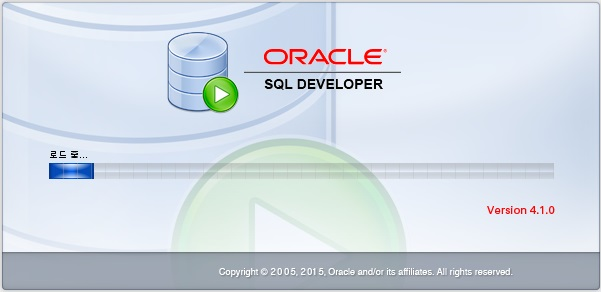 ORACLE®
SQL DEVELOPER
로드 중...
Version 4.1.0
Copyright © 2005, 2015, Oracle and/or its affiliates. All rights reserved.